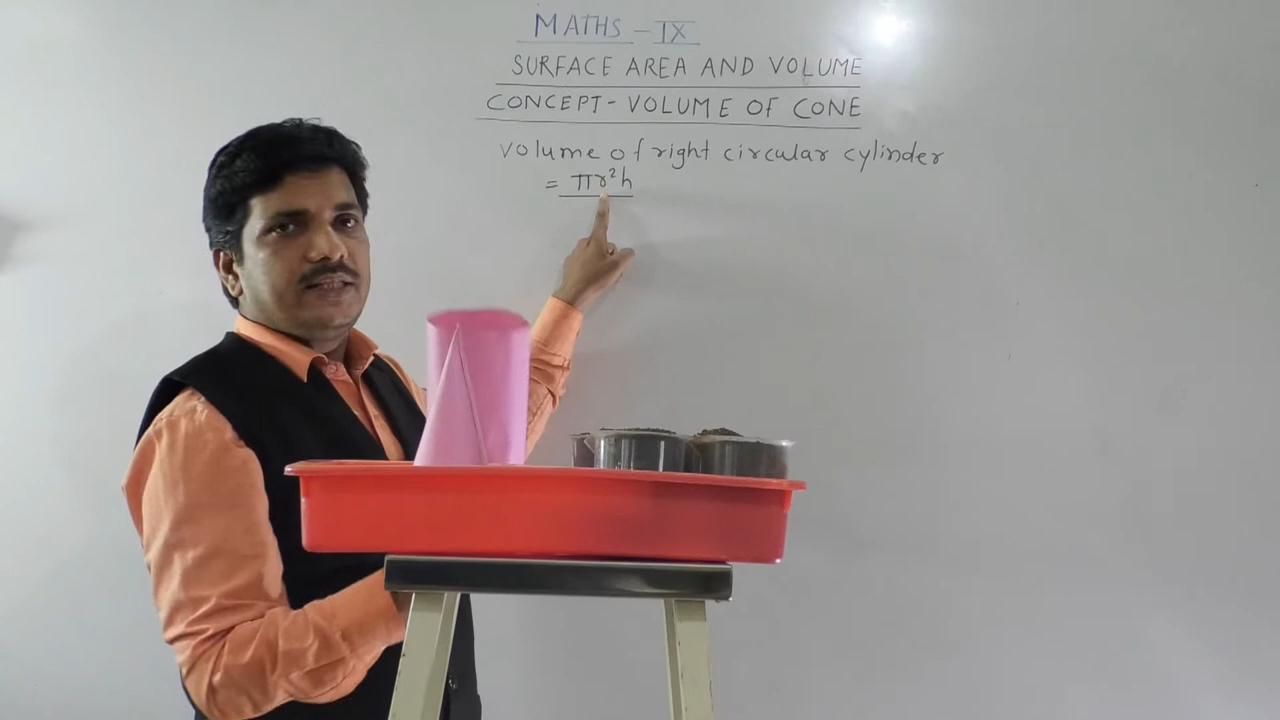 MATHS - IX
SURFACE AREA AND VOLUME
CONCEPT - VOLUME OF CONE
volume of right circular cylinder
= πr²h